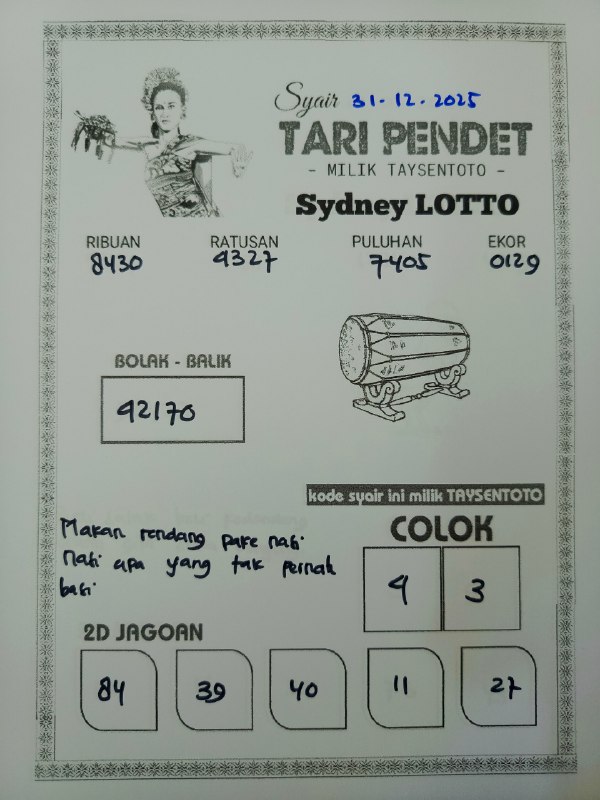 Syair 31-12-2025
TARI PENDET
- MILIK TAYSENTOTO -
Sydney LOTTO
RIBUAN RATUSAN PULUHAN EKOR
8430 9327 7405 0129
BOLAK - BALIK
92170
kode syair ini milik TAYSENTOTO
COLOK
9 3
Makan rendang pake nasi
Nasi apa yang tak pernah
basi
2D JAGOAN
84 39 40 11 27